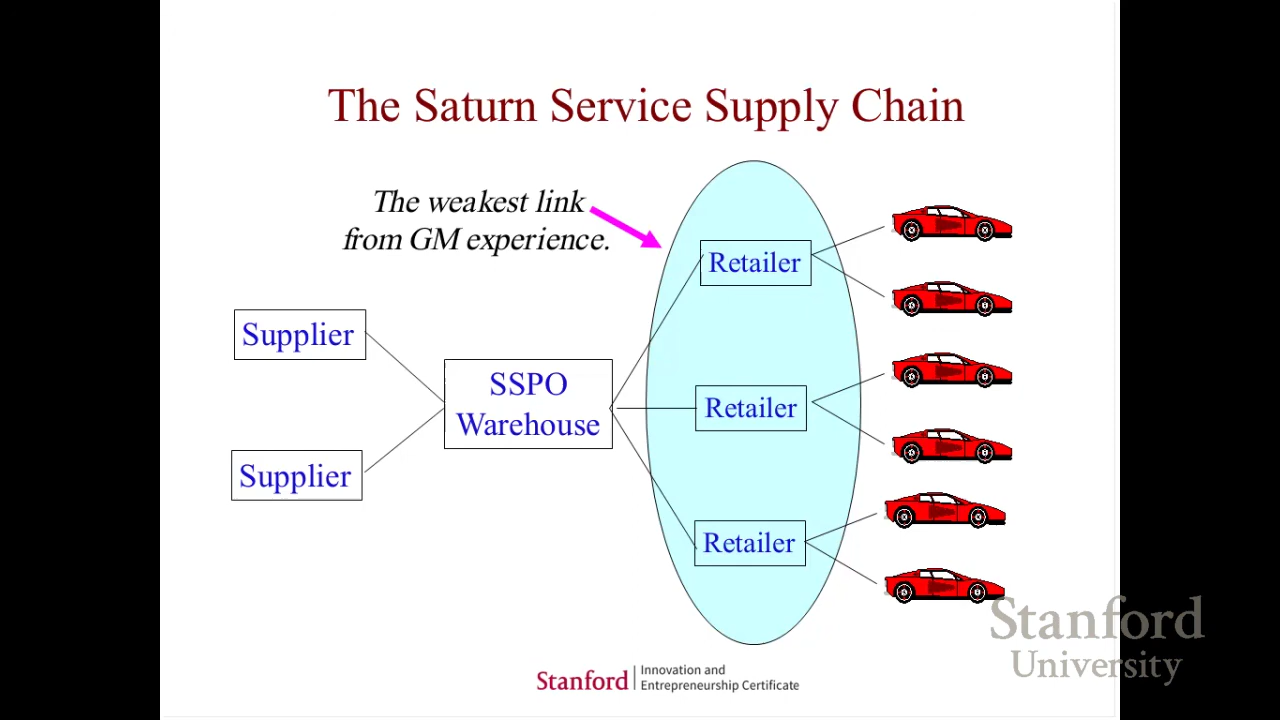 The Saturn Service Supply Chain
The weakest link
from GM experience.
Retailer
Supplier
SSPO
Warehouse
Retailer
Supplier
Retailer
Stanford
University
Stanford
Innovation and
Entrepreneurship Certificate